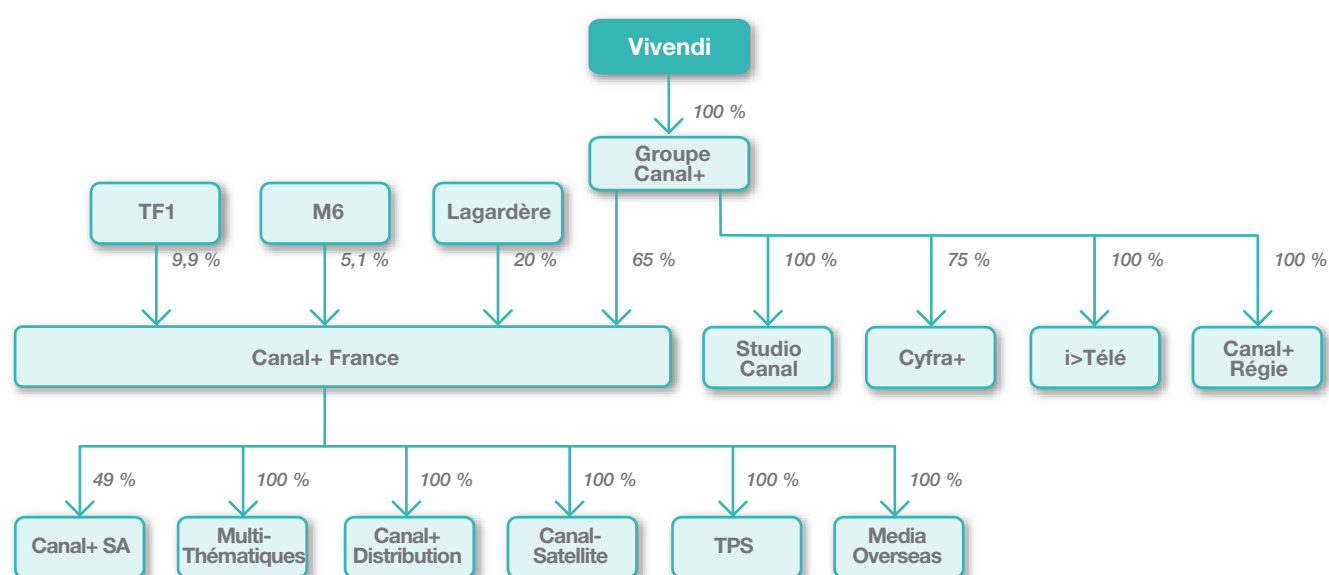 Vivendi
100 %
Groupe
Canal+
TF1
M6
Lagardère
9,9 %
5,1 %
20 %
65 %
100 %
75 %
100 %
100 %
Canal+ France
Studio
Canal
Cyfra+
i>Télé
Canal+
Régie
49 %
100 %
100 %
100 %
100 %
100 %
Canal+ SA
Multi-
Thématiques
Canal+
Distribution
Canal-
Satellite
TPS
Media
Overseas